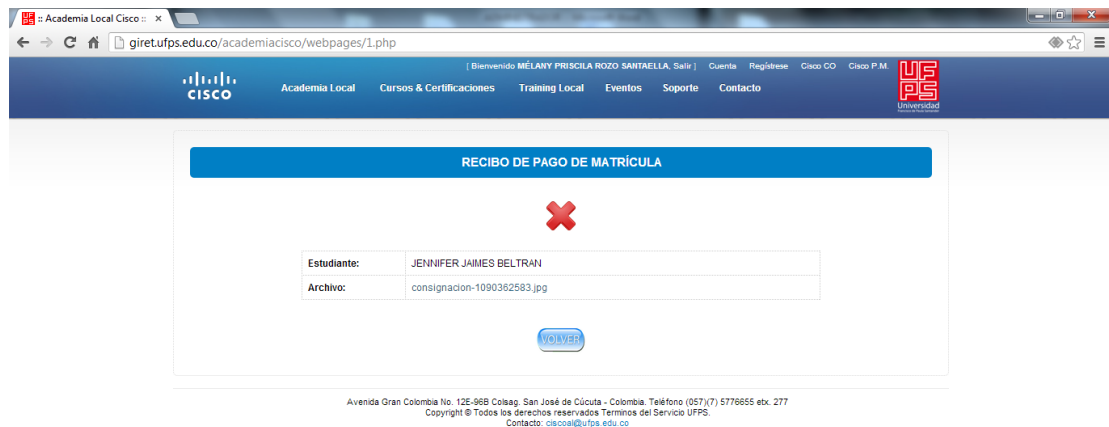 :: Academia Local Cisco ::
giret.ufps.edu.co/academiacisco/webpages/1.php
[ Bienvenido MÉLANY PRISCILA ROZO SANTAELLA, Salir ] Cuenta Regístrese Cisco CO Cisco P.M.
CISCO
Academia Local Cursos & Certificaciones Training Local Eventos Soporte Contacto
UFPS
Universidad
RECIBO DE PAGO DE MATRÍCULA
Estudiante: JENNIFER JAIMES BELTRAN
Archivo: consignacion-1090362583.jpg
VOLVER
Avenida Gran Colombia No. 12E-96B Colsag. San José de Cúcuta - Colombia. Teléfono (057)(7) 5776655 etx. 277
Copyright © Todos los derechos reservados Terminos del Servicio UFPS.
Contacto: ciscoal@ufps.edu.co